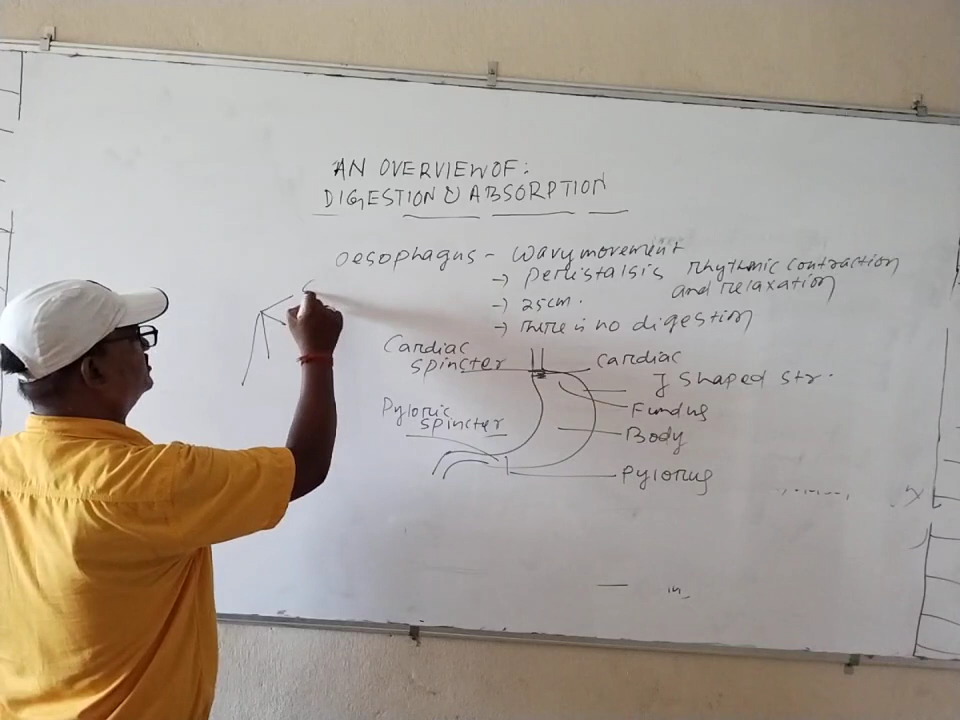 AN OVERVIEW OF:
DIGESTION & ABSORPTION
Oesophagus - Wavy movement
→ Peristalsis Rhythmic contraction
and relaxation
→ 25cm.
→ There is no digestion
Cardiac
spincter
Cardiac
J shaped str.
Fundus
Body
Pyloric
spincter
Pylorus